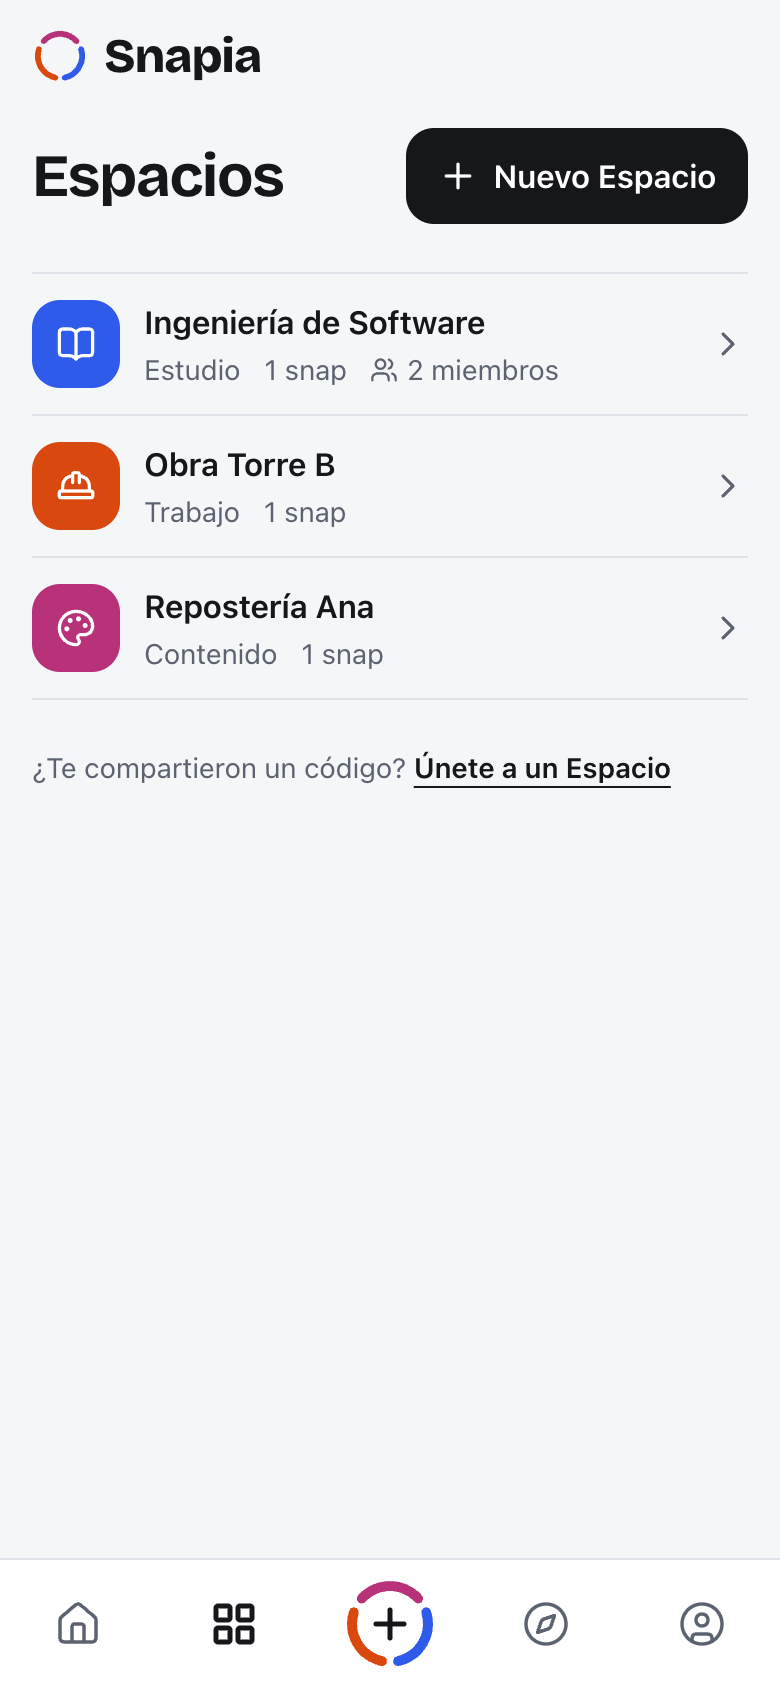 Snapia
Espacios
Nuevo Espacio
Ingeniería de Software
Estudio 1 snap 2 miembros
Obra Torre B
Trabajo 1 snap
Repostería Ana
Contenido 1 snap
¿Te compartieron un código? Únete a un Espacio